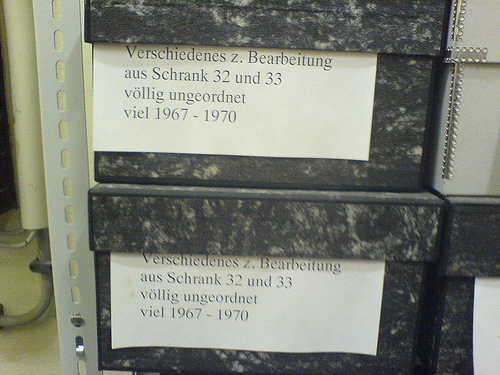 Verschiedenes z. Bearbeitung
aus Schrank 32 und 33
völlig ungeordnet
viel 1967 - 1970
Verschiedenes z. Bearbeitung
aus Schrank 32 und 33
völlig ungeordnet
viel 1967 - 1970